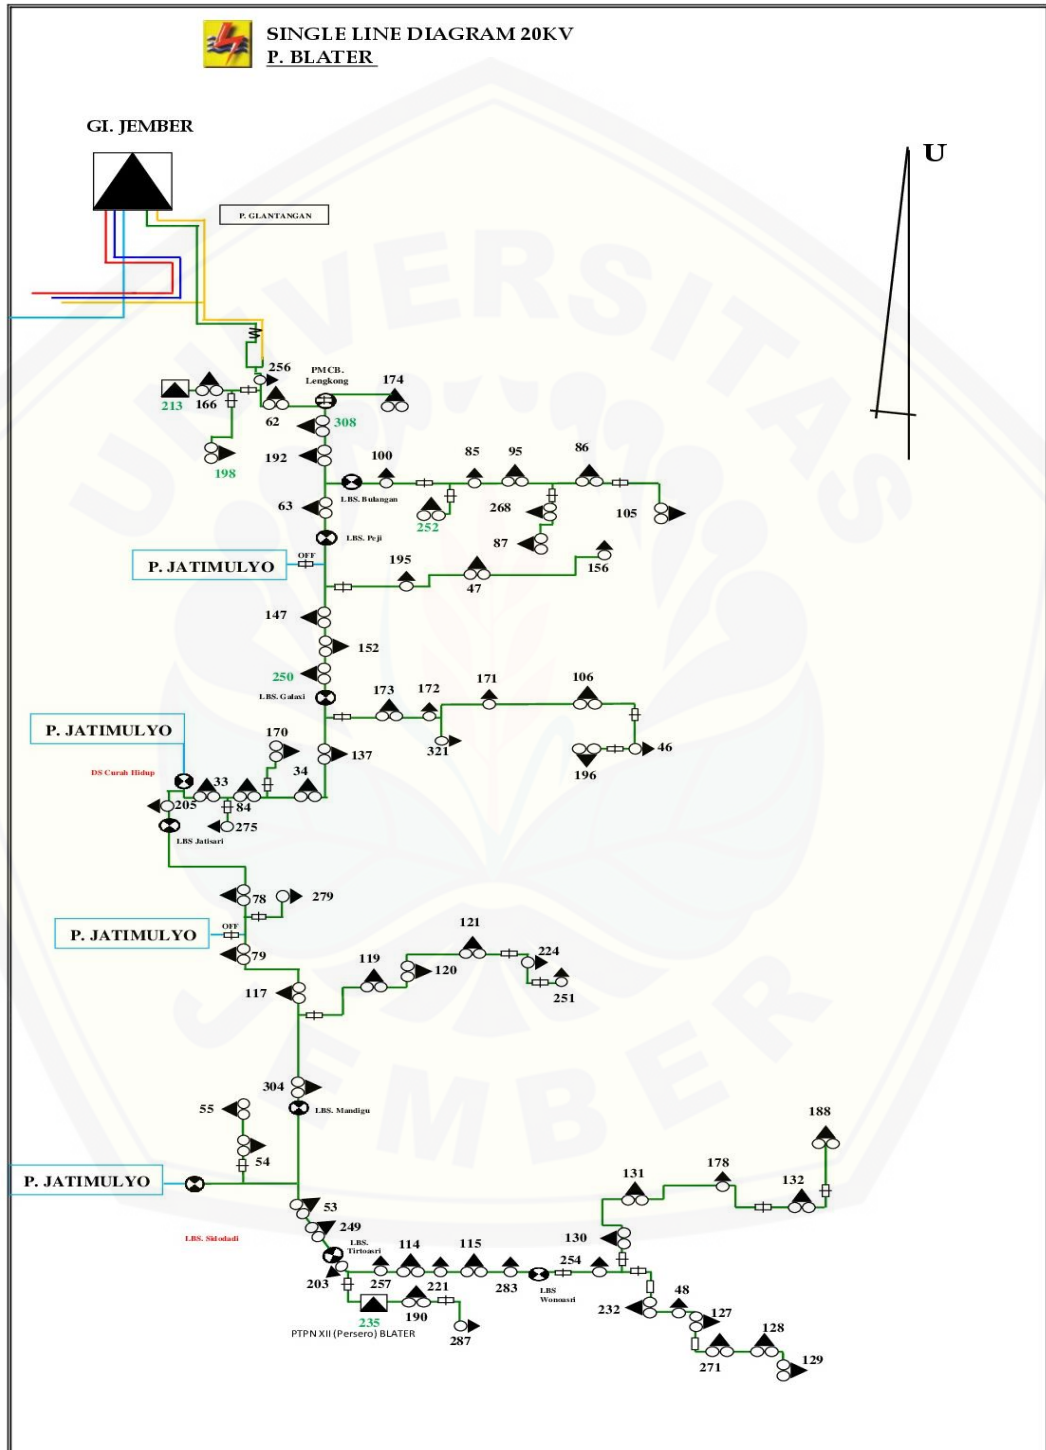 SINGLE LINE DIAGRAM 20KV
P. BLATER
GI. JEMBER
U
P. GLANTANGAN
256
PMCB.
Lengkong
174
213
166
62
308
198
192
100
85
95
86
LBS. Bulangan
63
252
268
105
LBS. Peji
87
OFF
P. JATIMULYO
195
47
156
147
152
250
LBS. Galaxi
173
172
171
106
P. JATIMULYO
170
137
321
46
196
DS Curah Hidup
33
34
205
84
275
LBS Jatisari
78
279
P. JATIMULYO
OFF
79
121
119
120
224
117
251
304
LBS. Mandigu
55
188
54
P. JATIMULYO
131
178
132
53
249
LBS. Sidodadi
LBS.
Tirtoasri
114
115
130
254
203
257
221
283
LBS
Wonoasri
235
190
232
48
127
PTPN XII (Persero) BLATER
287
128
271
129
UNIVERSITAS
JEMBER